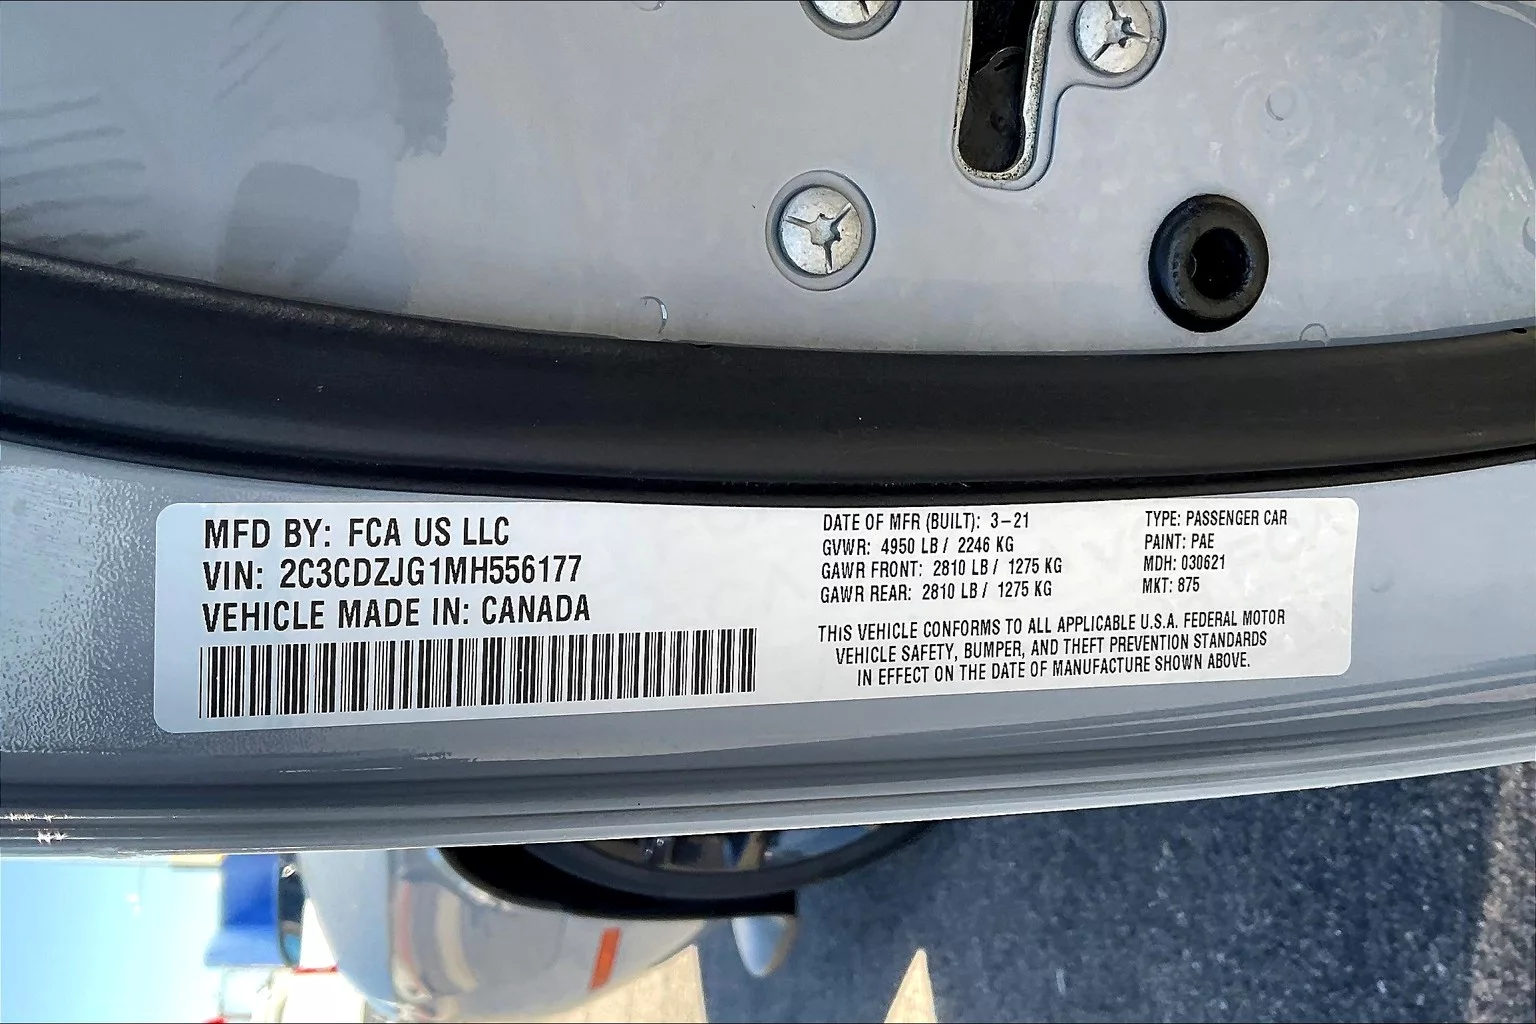 MFD BY: FCA US LLC
VIN: 2C3CDZJG1MH556177
VEHICLE MADE IN: CANADA
DATE OF MFR (BUILT): 3-21
GVWR: 4950 LB / 2246 KG
GAWR FRONT: 2810 LB / 1275 KG
GAWR REAR: 2810 LB / 1275 KG
TYPE: PASSENGER CAR
PAINT: PAE
MDH: 030621
MKT: 875
THIS VEHICLE CONFORMS TO ALL APPLICABLE U.S.A. FEDERAL MOTOR
VEHICLE SAFETY, BUMPER, AND THEFT PREVENTION STANDARDS
IN EFFECT ON THE DATE OF MANUFACTURE SHOWN ABOVE.